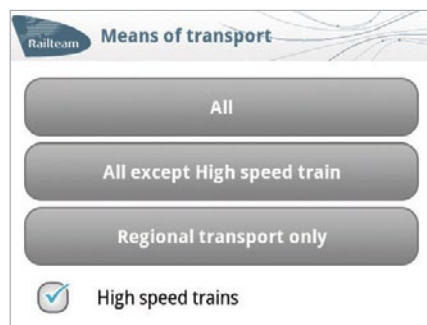 Railteam
Means of transport
All
All except High speed train
Regional transport only
High speed trains